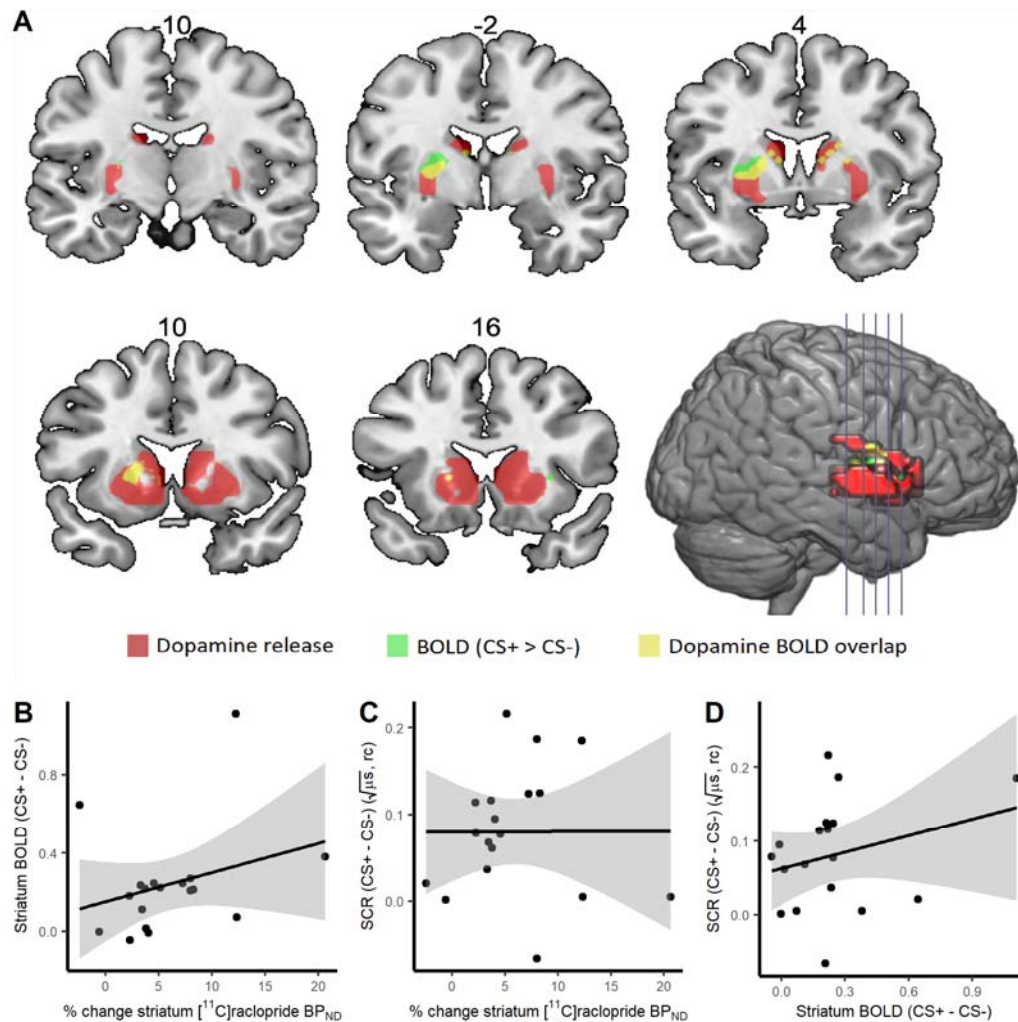 A
-10
-2
4
10
16
Dopamine release BOLD (CS+ > CS-) Dopamine BOLD overlap
B
Striatum BOLD (CS+ - CS-)
0.8
0.4
0.0
0 5 10 15 20
% change striatum [¹¹C]raclopride BP_ND
C
SCR (CS+ - CS-) (√µs, rc)
0.2
0.1
0.0
0 5 10 15 20
% change striatum [¹¹C]raclopride BP_ND
D
SCR (CS+ - CS-) (√µs, rc)
0.2
0.1
0.0
0.0 0.3 0.6 0.9
Striatum BOLD (CS+ - CS-)